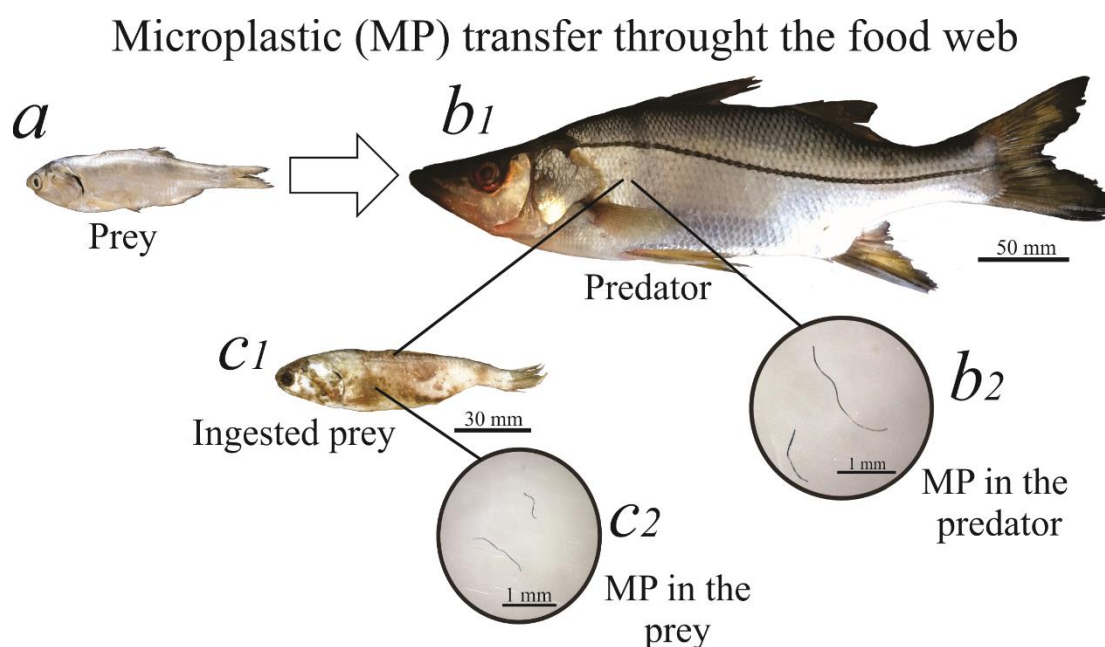 Microplastic (MP) transfer throught the food web
a
b1
Prey
50 mm
Predator
c1
30 mm
Ingested prey
b2
1 mm
MP in the
predator
c2
1 mm
MP in the
prey